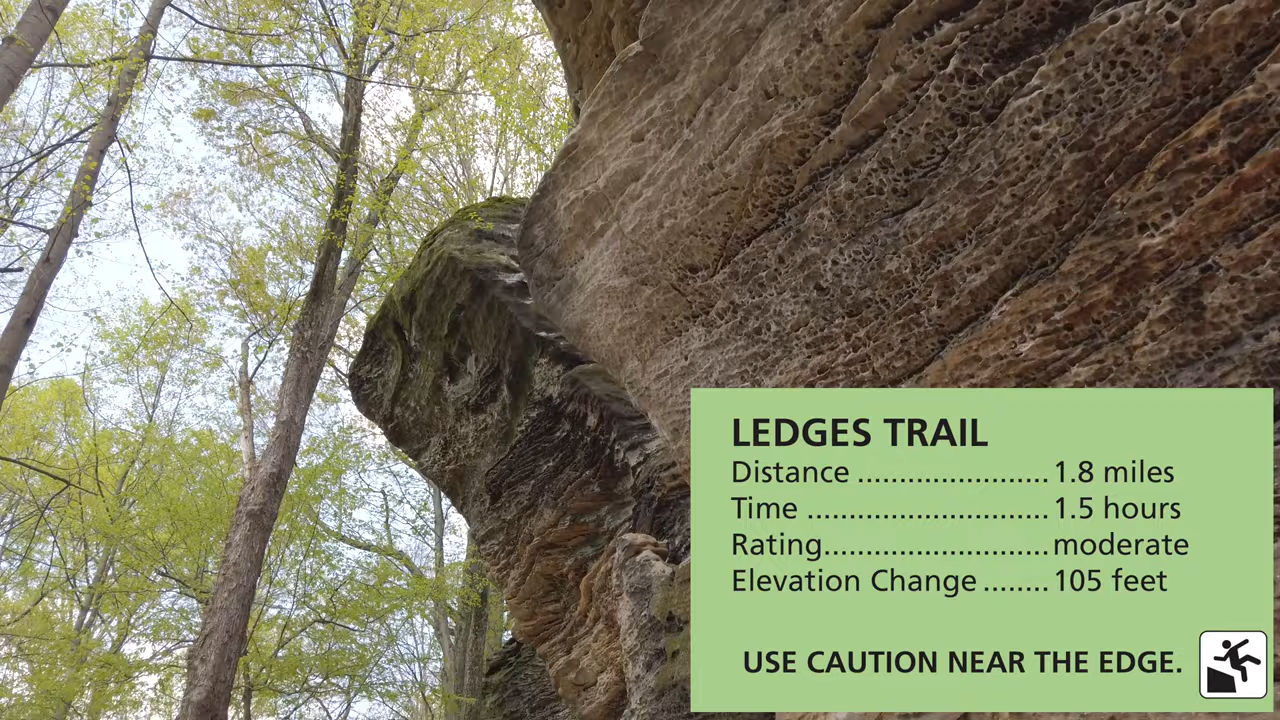 LEDGES TRAIL
Distance ....................... 1.8 miles
Time ............................. 1.5 hours
Rating........................... moderate
Elevation Change ........ 105 feet
USE CAUTION NEAR THE EDGE.